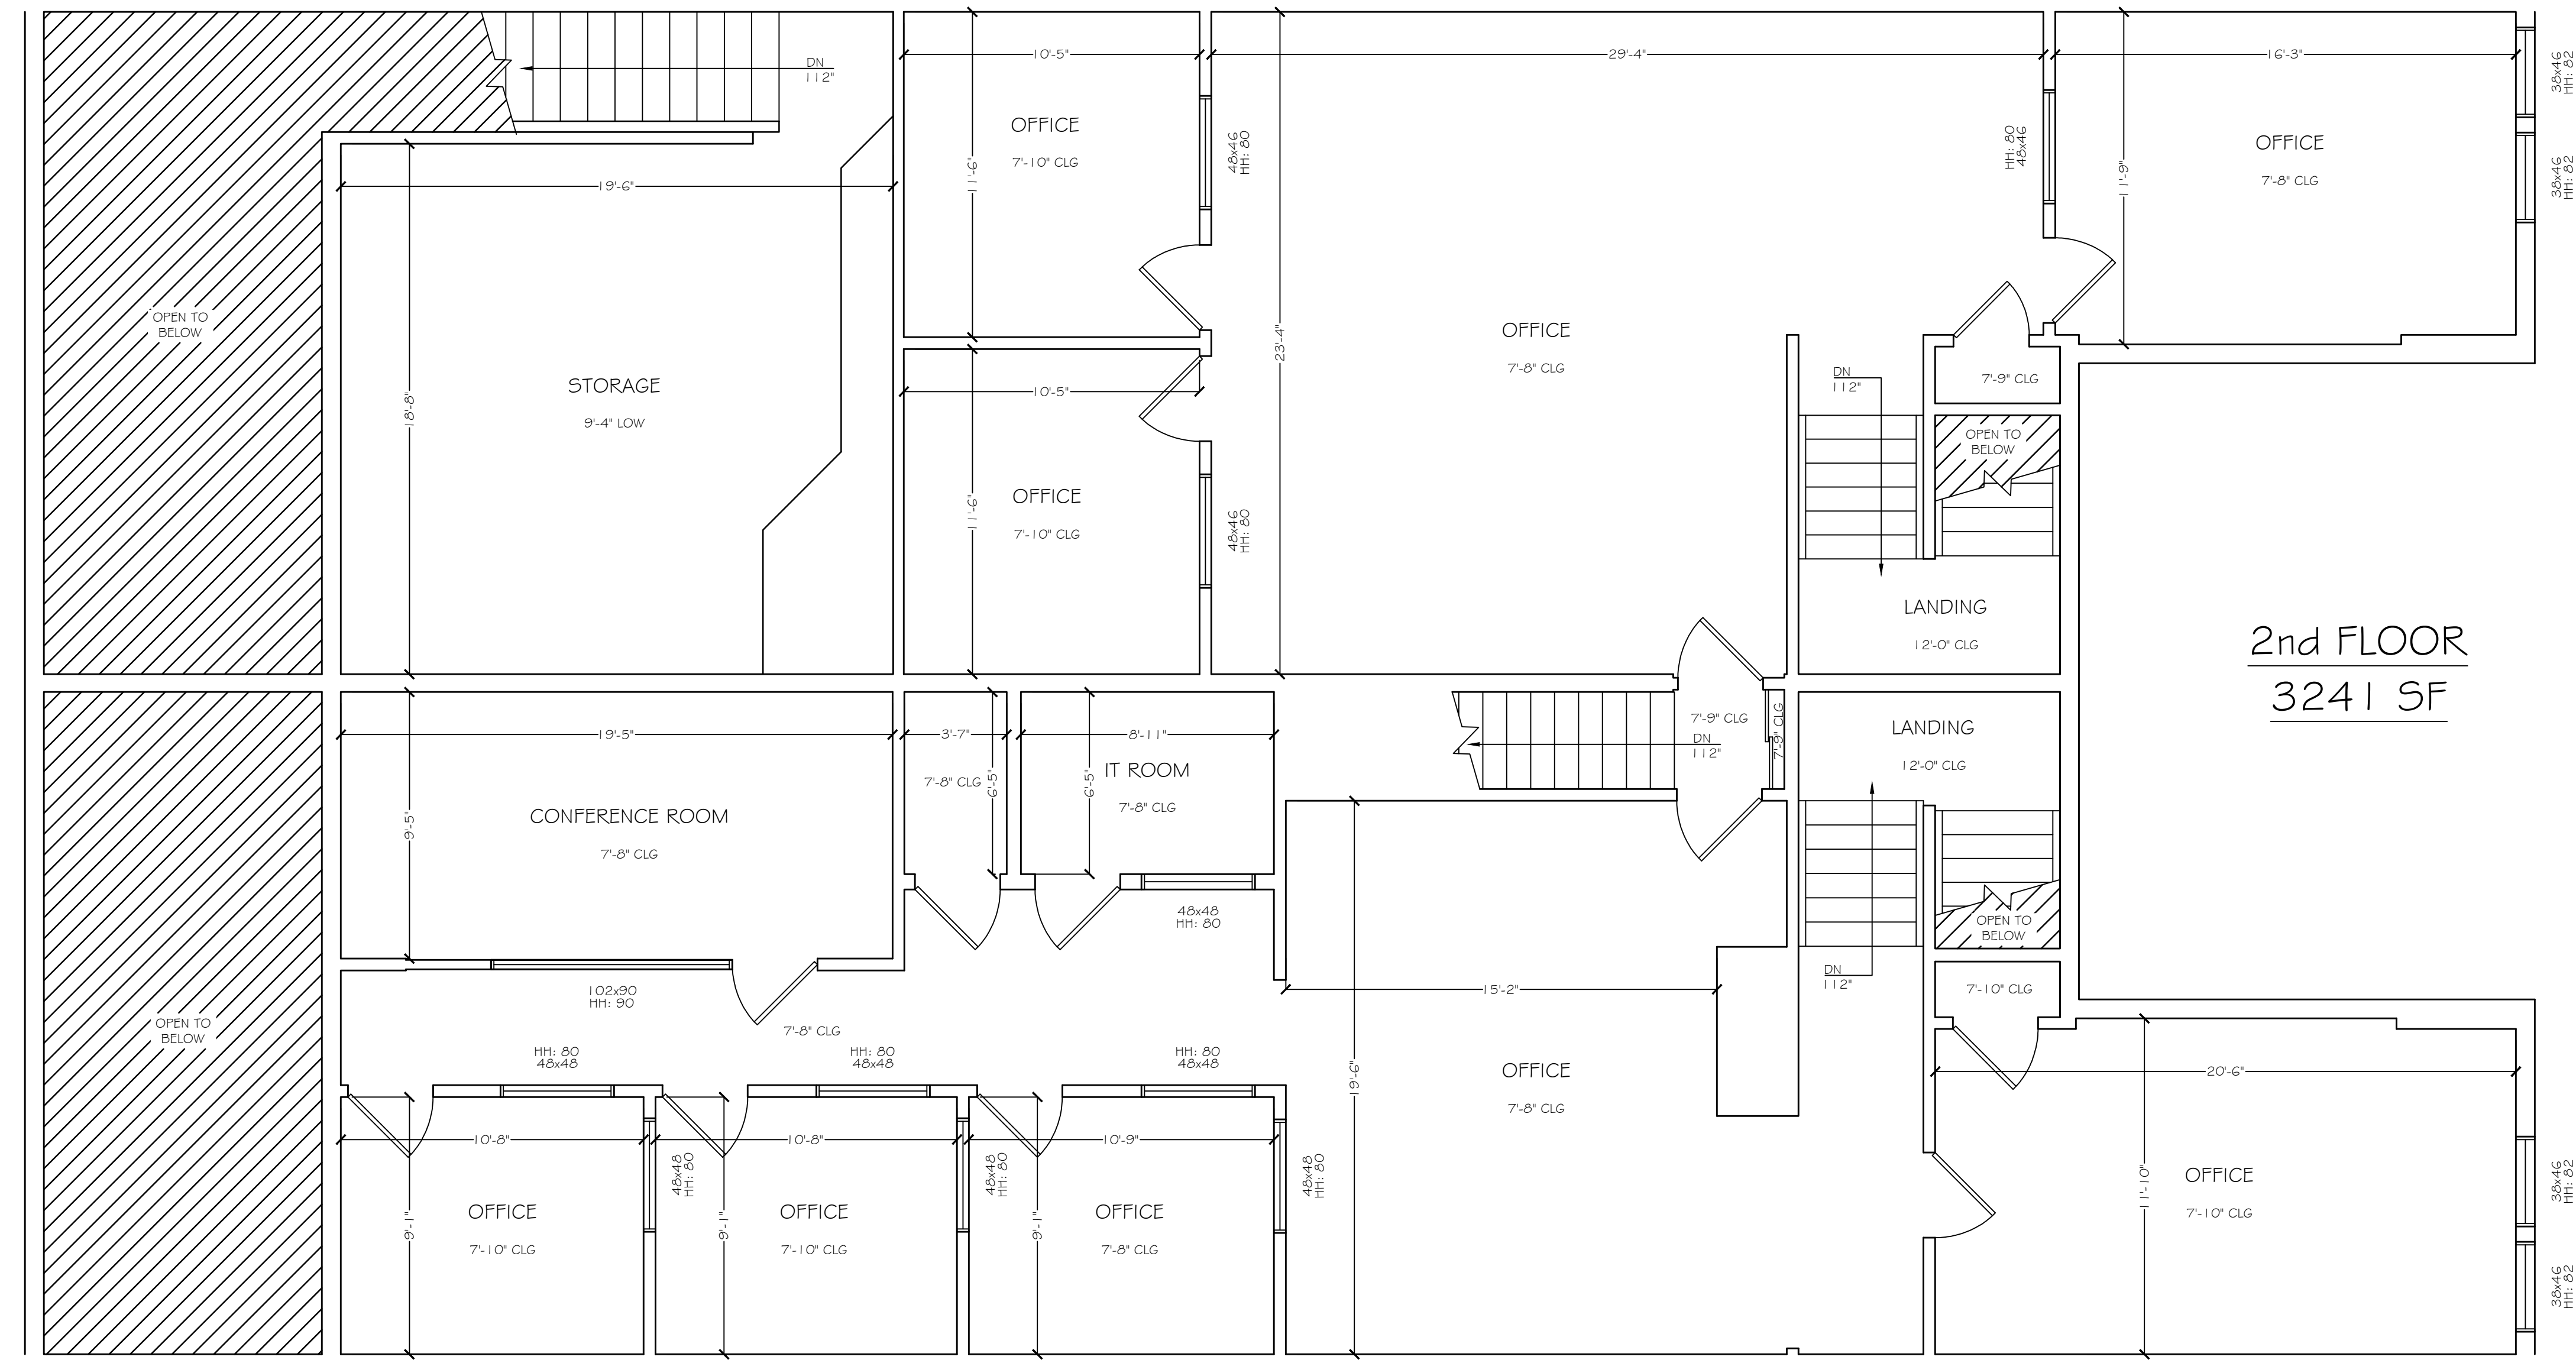 DN
112"
10'-5"
29'-4"
16'-3"
38x46
HH: 82
OFFICE
7'-10" CLG
11'-6"
48x46
HH: 80
HH: 80
48x46
OFFICE
7'-8" CLG
11'-9"
38x46
HH: 82
19'-6"
OPEN TO
BELOW
STORAGE
9'-4" LOW
18'-8"
10'-5"
OFFICE
7'-10" CLG
11'-6"
48x46
HH: 80
23'-4"
OFFICE
7'-8" CLG
DN
112"
7'-9" CLG
OPEN TO
BELOW
LANDING
12'-0" CLG
2nd FLOOR
3241 SF
19'-5"
9'-5"
CONFERENCE ROOM
7'-8" CLG
3'-7"
7'-8" CLG
6'-5"
8'-11"
6'-5"
IT ROOM
7'-8" CLG
48x48
HH: 80
7'-9" CLG
DN
112"
7'-9" CLG
LANDING
12'-0" CLG
OPEN TO
BELOW
DN
112"
7'-10" CLG
102x90
HH: 90
7'-8" CLG
OPEN TO
BELOW
HH: 80
48x48
HH: 80
48x48
HH: 80
48x48
15'-2"
19'-6"
OFFICE
7'-8" CLG
20'-6"
11'-10"
OFFICE
7'-10" CLG
38x46
HH: 82
38x46
HH: 82
10'-8"
9'-1"
OFFICE
7'-10" CLG
48x48
HH: 80
10'-8"
9'-1"
OFFICE
7'-10" CLG
48x48
HH: 80
10'-9"
9'-1"
OFFICE
7'-8" CLG
48x48
HH: 80